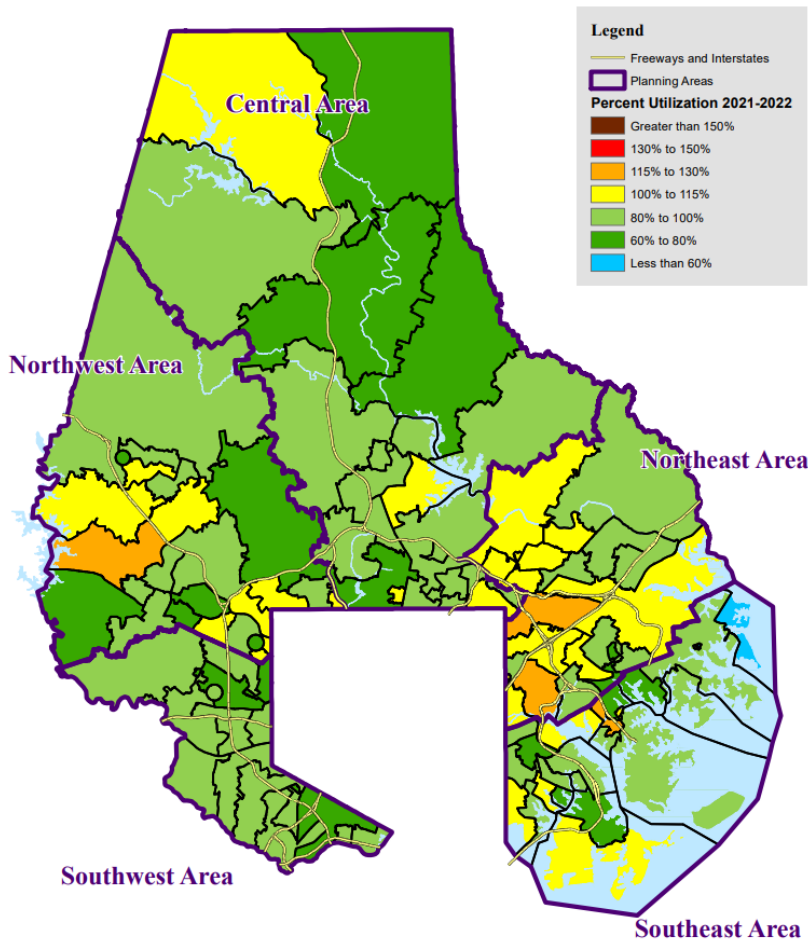 Legend
Freeways and Interstates
Planning Areas
Percent Utilization 2021-2022
Greater than 150%
130% to 150%
115% to 130%
100% to 115%
80% to 100%
60% to 80%
Less than 60%
Central Area
Northwest Area
Northeast Area
Southwest Area
Southeast Area